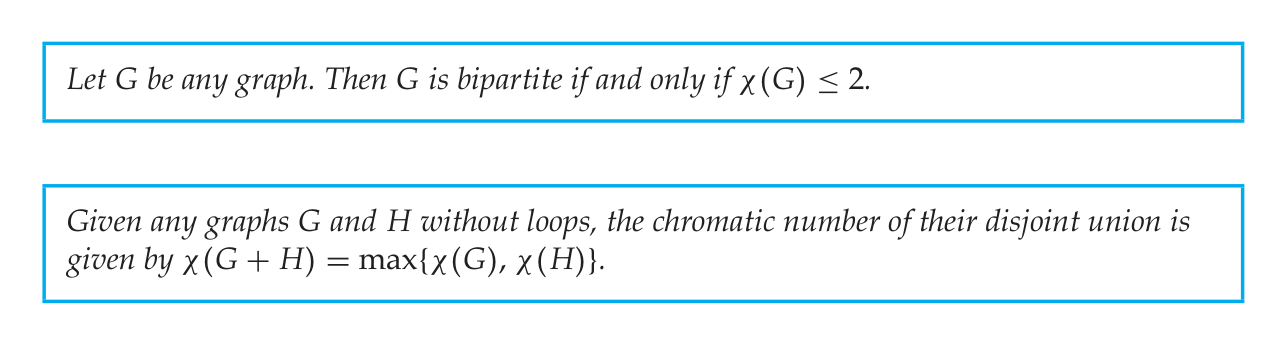 Let G be any graph. Then G is bipartite if and only if χ(G) ≤ 2.
Given any graphs G and H without loops, the chromatic number of their disjoint union is
given by χ(G + H) = max{χ(G), χ(H)}.